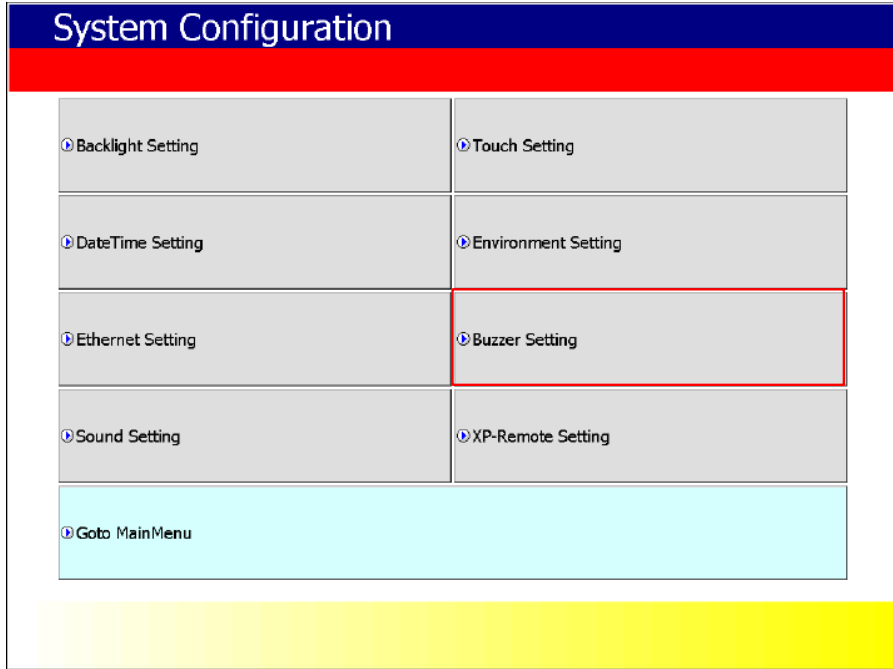 System Configuration
Backlight Setting
Touch Setting
DateTime Setting
Environment Setting
Ethernet Setting
Buzzer Setting
Sound Setting
XP-Remote Setting
Goto MainMenu